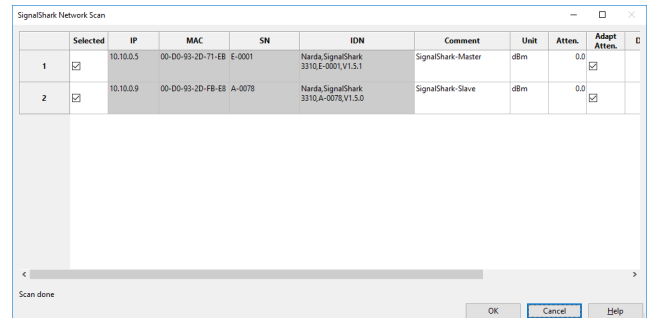 SignalShark Network Scan
Selected IP MAC SN IDN Comment Unit Atten. Adapt Atten. D
1 10.10.0.5 00-D0-93-2D-71-EB E-0001 Narda,SignalShark SignalShark-Master dBm 0.0
3310,E-0001,V1.5.1
2 10.10.0.9 00-D0-93-2D-FB-E8 A-0078 Narda,SignalShark SignalShark-Slave dBm 0.0
3310,A-0078,V1.5.0
Scan done
OK Cancel Help